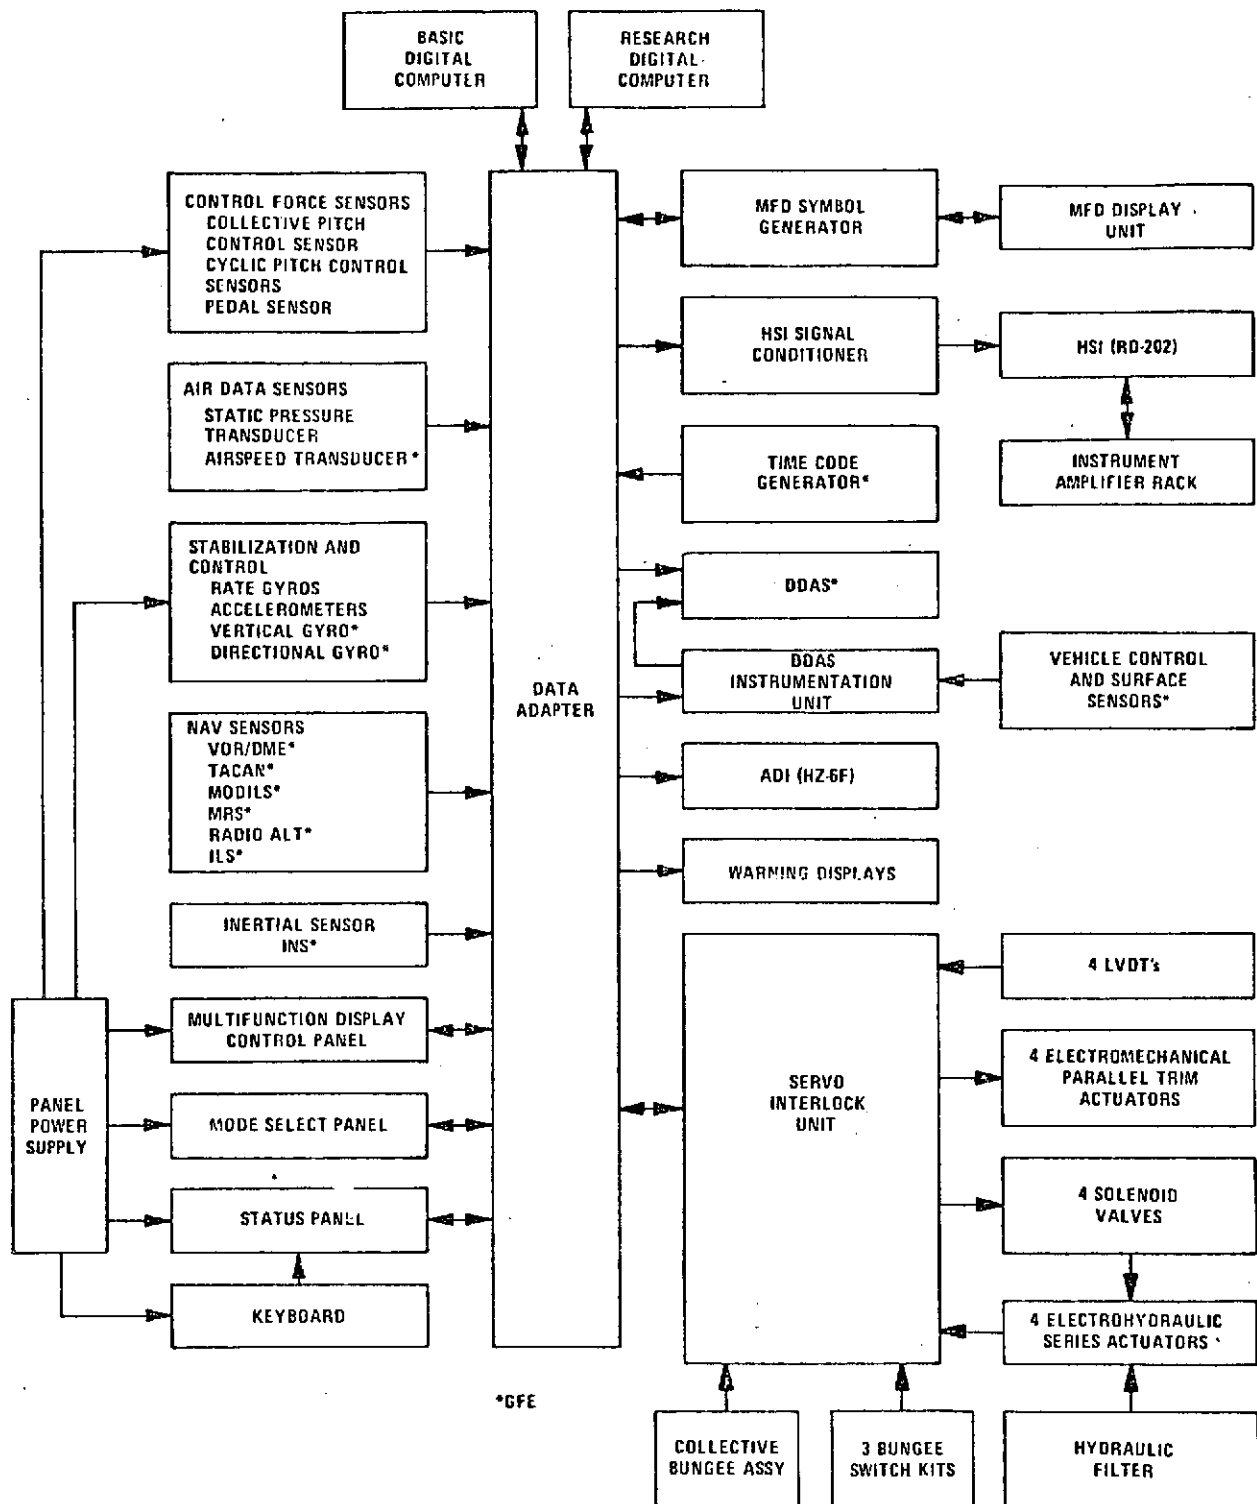 BASIC
DIGITAL
COMPUTER
RESEARCH
DIGITAL
COMPUTER
CONTROL FORCE SENSORS
COLLECTIVE PITCH
CONTROL SENSOR
CYCLIC PITCH CONTROL
SENSORS
PEDAL SENSOR
AIR DATA SENSORS
STATIC PRESSURE
TRANSDUCER
AIRSPEED TRANSDUCER*
STABILIZATION AND
CONTROL
RATE GYROS
ACCELEROMETERS
VERTICAL GYRO*
DIRECTIONAL GYRO*
NAV SENSORS
VOR/DME*
TACAN*
MODILS*
MRS*
RADIO ALT*
ILS*
INERTIAL SENSOR
INS*
MULTIFUNCTION DISPLAY
CONTROL PANEL
PANEL
POWER
SUPPLY
MODE SELECT PANEL
STATUS PANEL
KEYBOARD
DATA
ADAPTER
MFD SYMBOL
GENERATOR
MFD DISPLAY
UNIT
HSI SIGNAL
CONDITIONER
HSI (RD-202)
TIME CODE
GENERATOR*
INSTRUMENT
AMPLIFIER RACK
DDAS*
DDAS
INSTRUMENTATION
UNIT
VEHICLE CONTROL
AND SURFACE
SENSORS*
ADI (HZ-6F)
WARNING DISPLAYS
SERVO
INTERLOCK
UNIT
4 LVDT's
4 ELECTROMECHANICAL
PARALLEL TRIM
ACTUATORS
4 SOLENOID
VALVES
4 ELECTROHYDRAULIC
SERIES ACTUATORS
*GFE
COLLECTIVE
BUNGEE ASSY
3 BUNGEE
SWITCH KITS
HYDRAULIC
FILTER